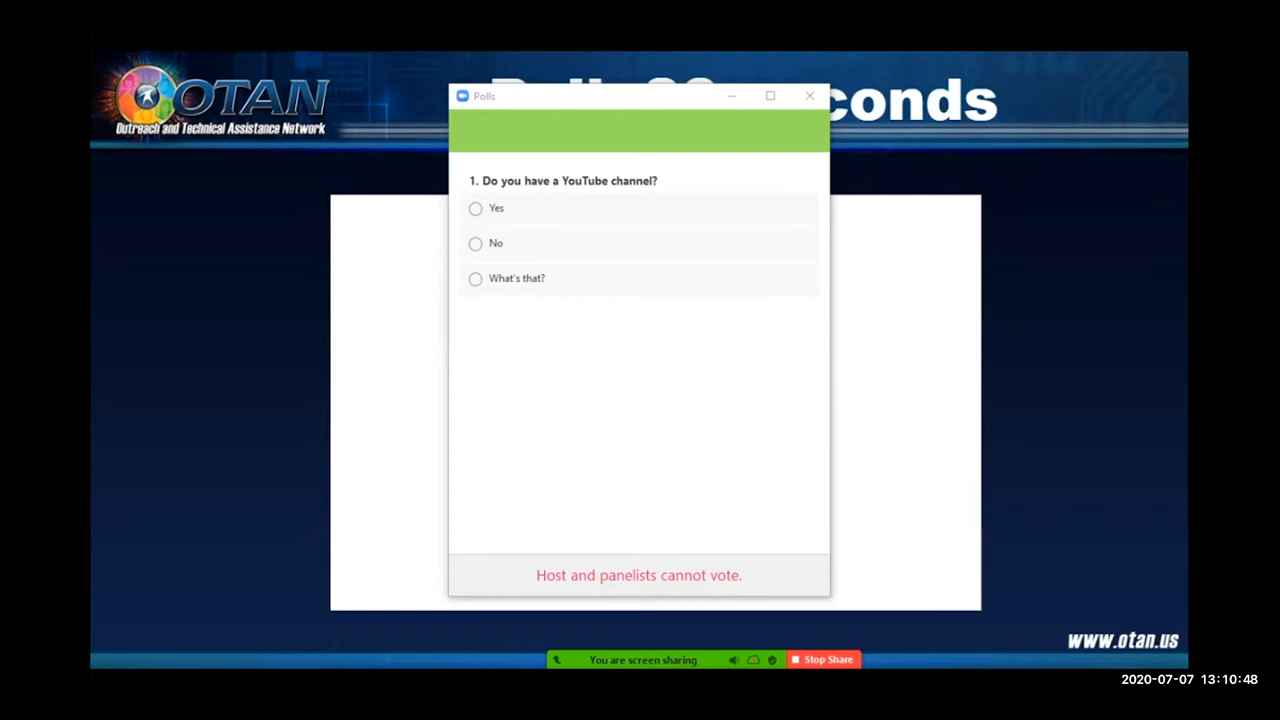 OTAN
Outreach and Technical Assistance Network
conds
Polls
1. Do you have a YouTube channel?
Yes
No
What's that?
Host and panelists cannot vote.
www.otan.us
You are screen sharing
Stop Share
2020-07-07 13:10:48